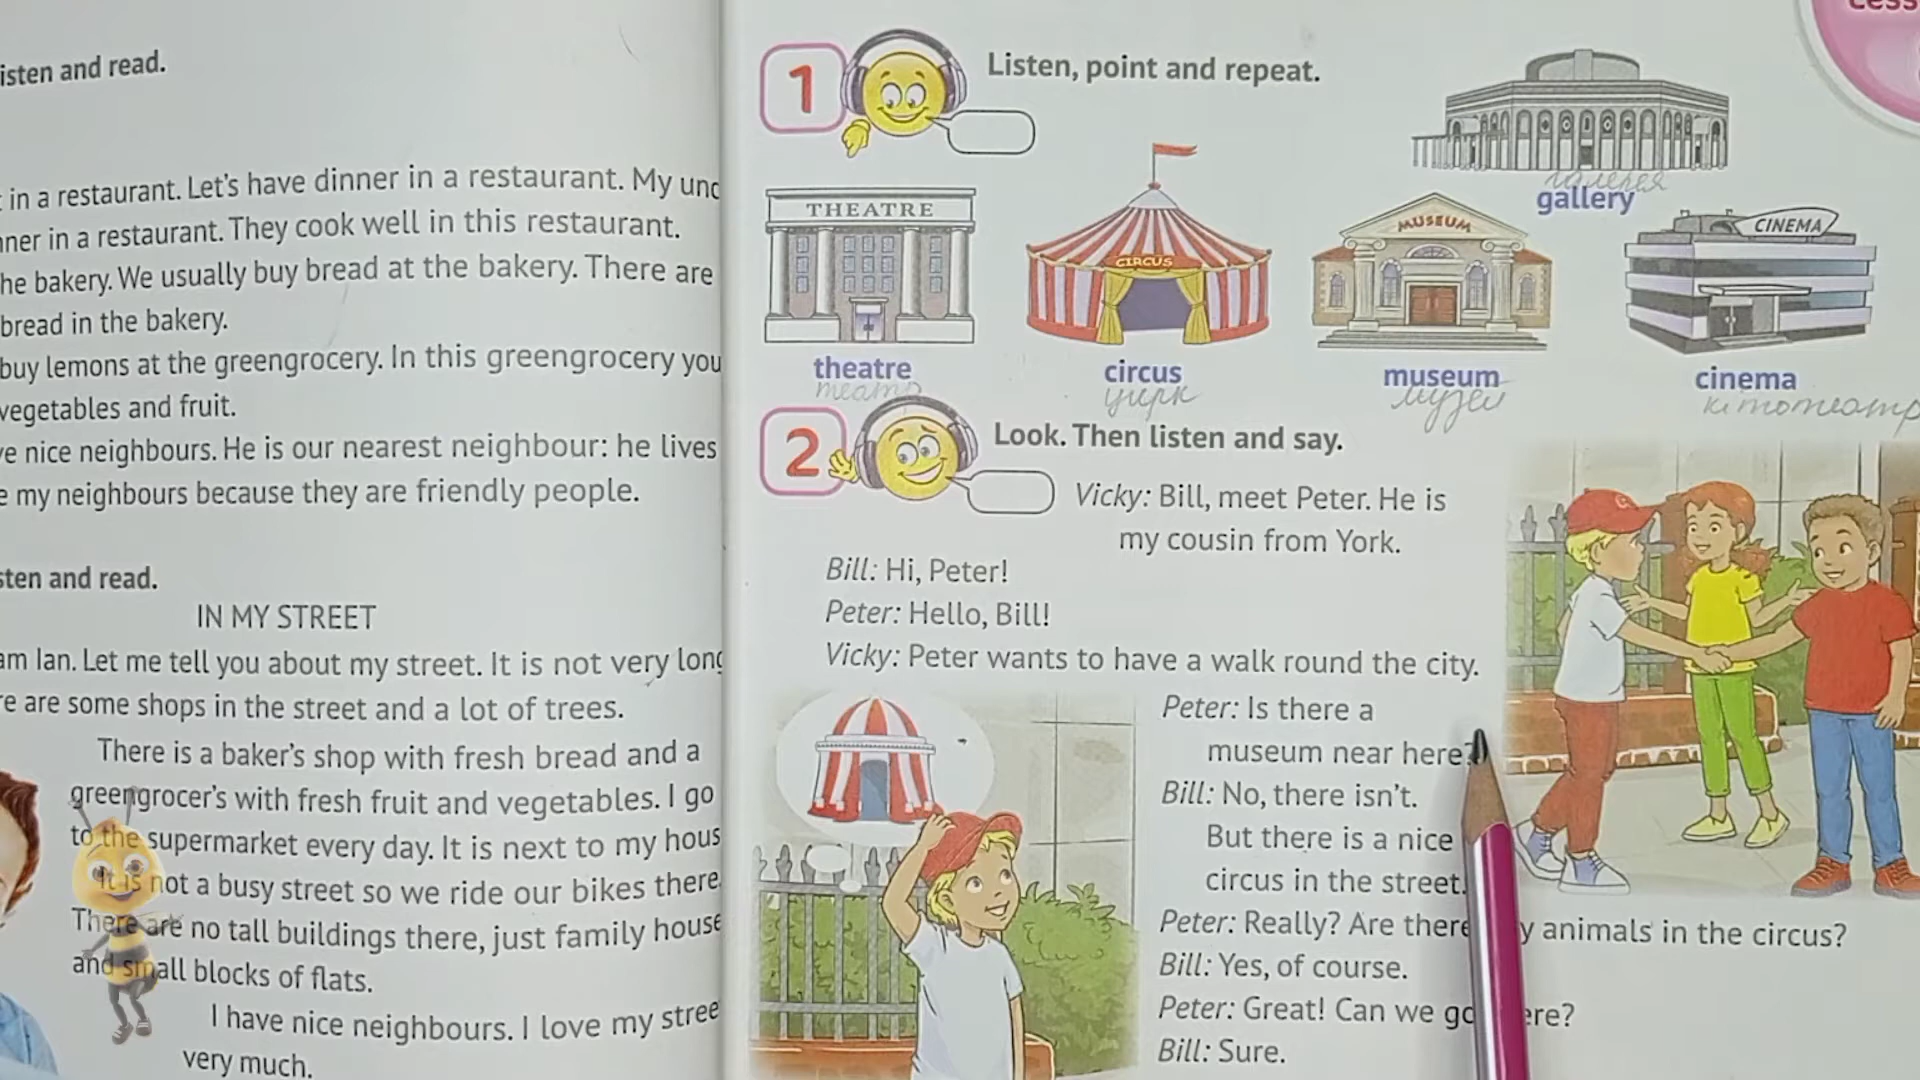 isten and read.
in a restaurant. Let's have dinner in a restaurant. My unc
ner in a restaurant. They cook well in this restaurant.
he bakery. We usually buy bread at the bakery. There are
bread in the bakery.
buy lemons at the greengrocery. In this greengrocery you
vegetables and fruit.
e nice neighbours. He is our nearest neighbour: he lives
my neighbours because they are friendly people.
sten and read.
IN MY STREET
am Ian. Let me tell you about my street. It is not very long
re are some shops in the street and a lot of trees.
There is a baker's shop with fresh bread and a
greengrocer's with fresh fruit and vegetables. I go
to the supermarket every day. It is next to my hous
It is not a busy street so we ride our bikes there
There are no tall buildings there, just family house
and small blocks of flats.
I have nice neighbours. I love my stree
very much.
Less
1 Listen, point and repeat.
галерея
gallery
THEATRE
CIRCUS
MUSEUM
CINEMA
theatre
circus
museum
cinema
театр
цирк
музей
кінотеатр
2 Look. Then listen and say.
Vicky: Bill, meet Peter. He is
my cousin from York.
Bill: Hi, Peter!
Peter: Hello, Bill!
Vicky: Peter wants to have a walk round the city.
Peter: Is there a
museum near here?
Bill: No, there isn't.
But there is a nice
circus in the street.
Peter: Really? Are there y animals in the circus?
Bill: Yes, of course.
Peter: Great! Can we go ere?
Bill: Sure.